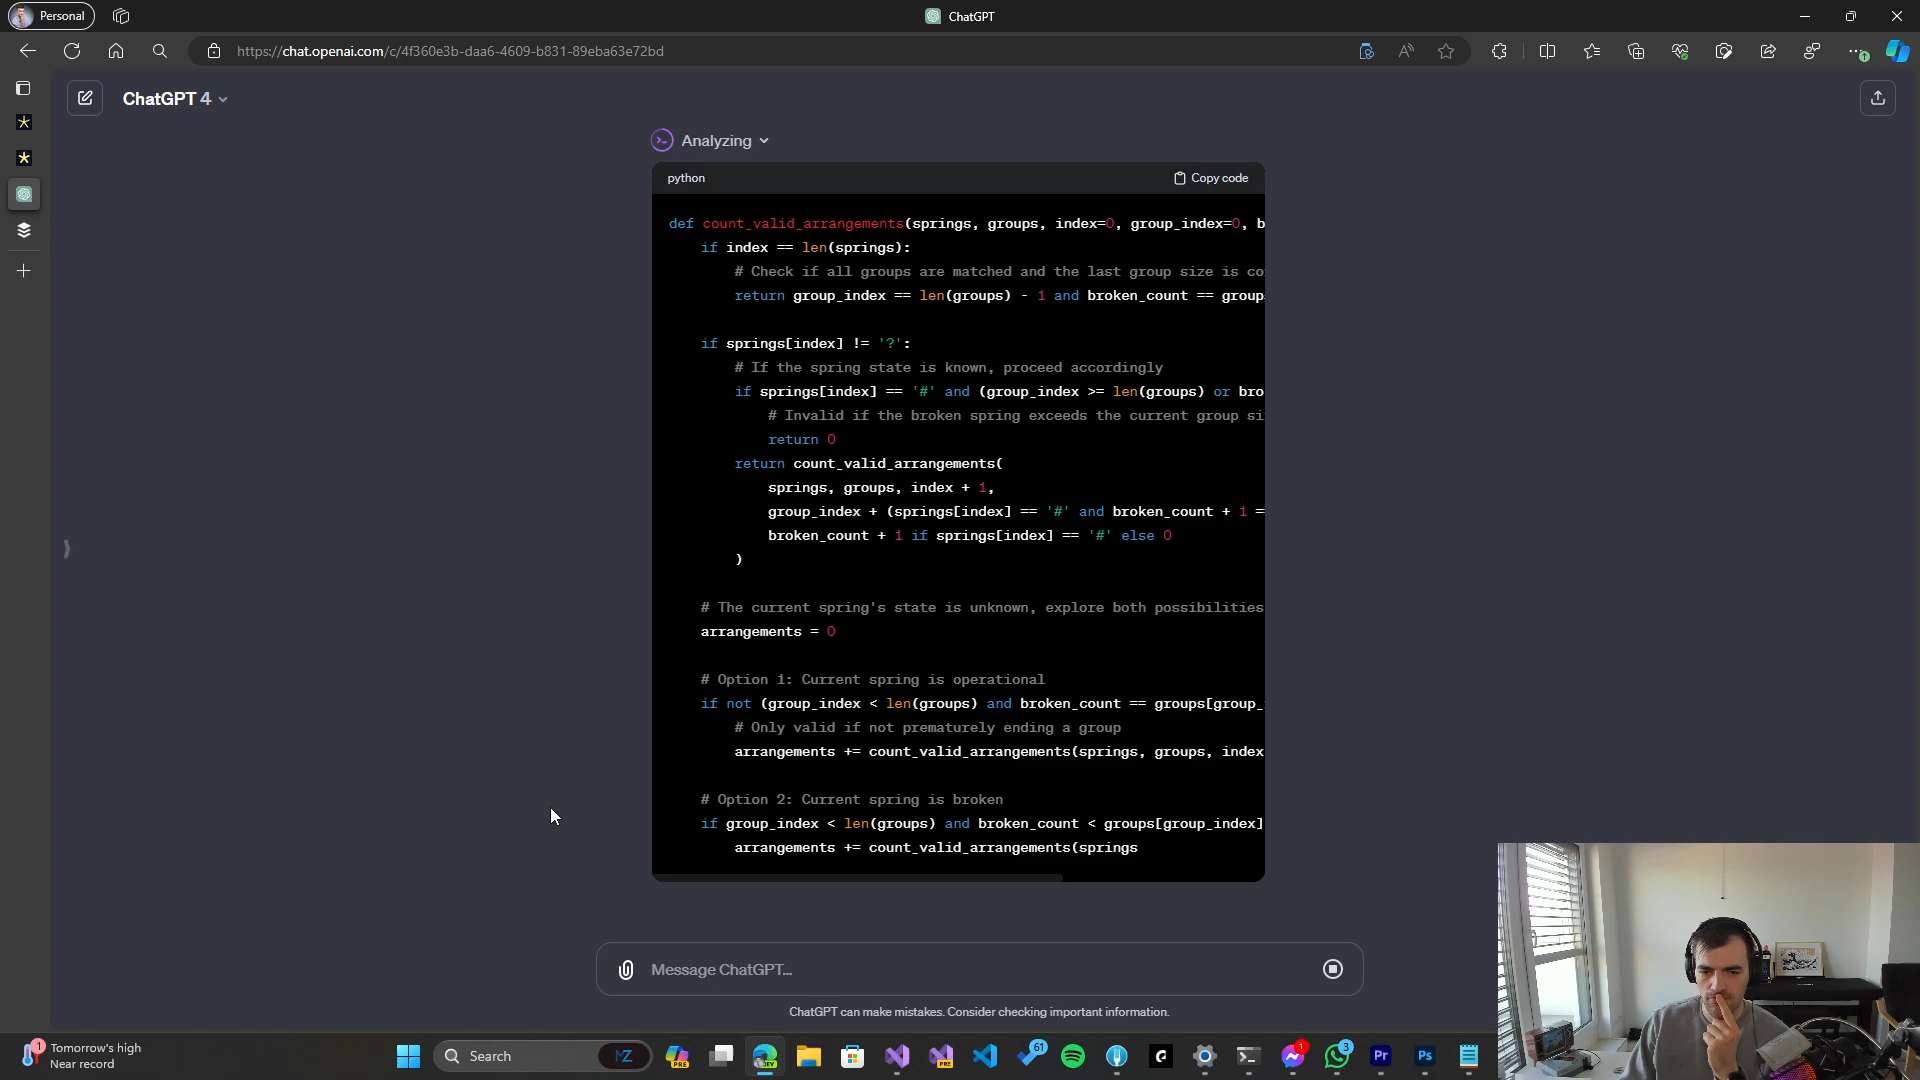 Personal
ChatGPT
https://chat.openai.com/c/4f360e3b-daa6-4609-b831-89eba63e72bd
ChatGPT 4
Analyzing
python
Copy code
def count_valid_arrangements(springs, groups, index=0, group_index=0, b
if index == len(springs):
# Check if all groups are matched and the last group size is co
return group_index == len(groups) - 1 and broken_count == group
if springs[index] != '?':
# If the spring state is known, proceed accordingly
if springs[index] == '#' and (group_index >= len(groups) or bro
# Invalid if the broken spring exceeds the current group si
return 0
return count_valid_arrangements(
springs, groups, index + 1,
group_index + (springs[index] == '#' and broken_count + 1 =
broken_count + 1 if springs[index] == '#' else 0
)
# The current spring's state is unknown, explore both possibilities
arrangements = 0
# Option 1: Current spring is operational
if not (group_index < len(groups) and broken_count == groups[group_
# Only valid if not prematurely ending a group
arrangements += count_valid_arrangements(springs, groups, index
# Option 2: Current spring is broken
if group_index < len(groups) and broken_count < groups[group_index]
arrangements += count_valid_arrangements(springs
Message ChatGPT...
ChatGPT can make mistakes. Consider checking important information.
1
Tomorrow's high
Near record
Search
PRE
DEV
PRE
61
1
3
Pr
Ps